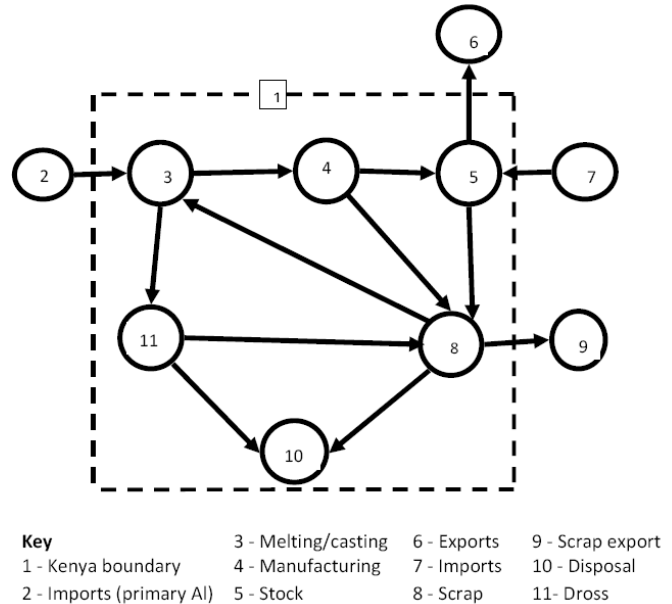 6
1
2
3
4
5
7
11
8
9
10
Key
1 - Kenya boundary
2 - Imports (primary Al)
3 - Melting/casting
4 - Manufacturing
5 - Stock
6 - Exports
7 - Imports
8 - Scrap
9 - Scrap export
10 - Disposal
11- Dross